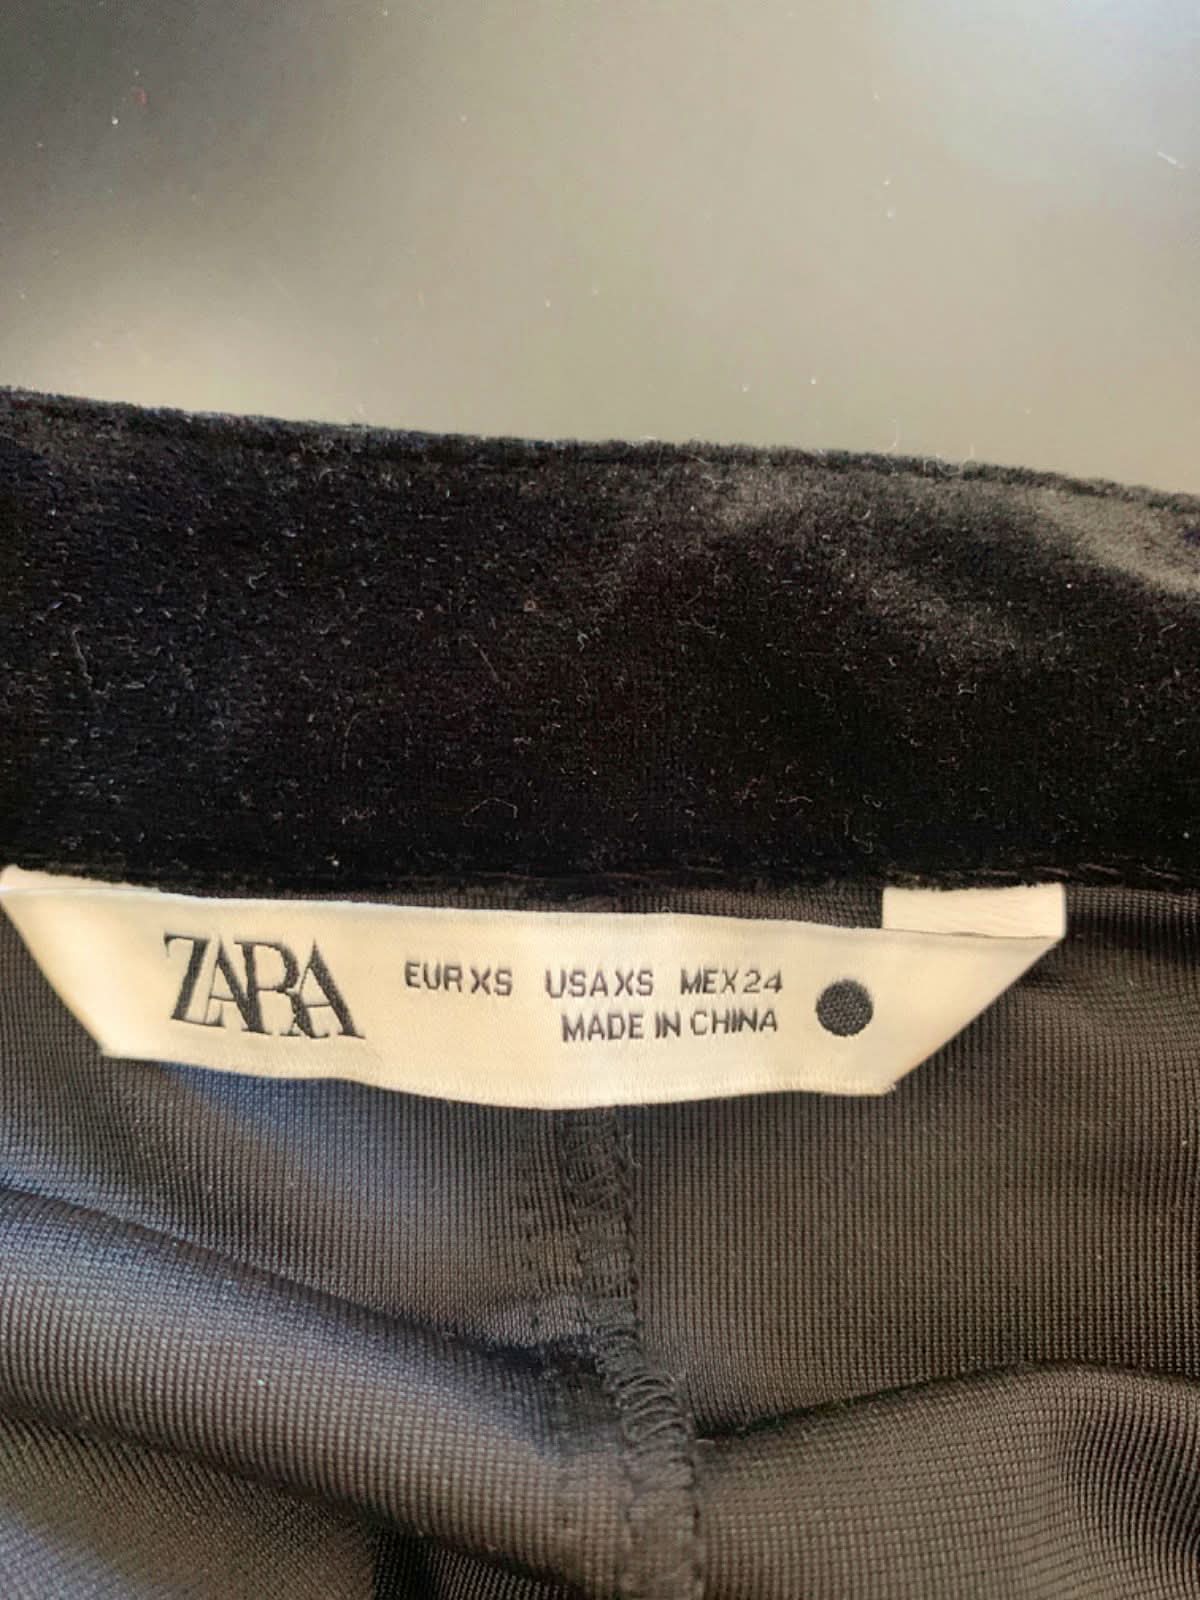 ZARA
EUR XS USA XS MEX 24
MADE IN CHINA